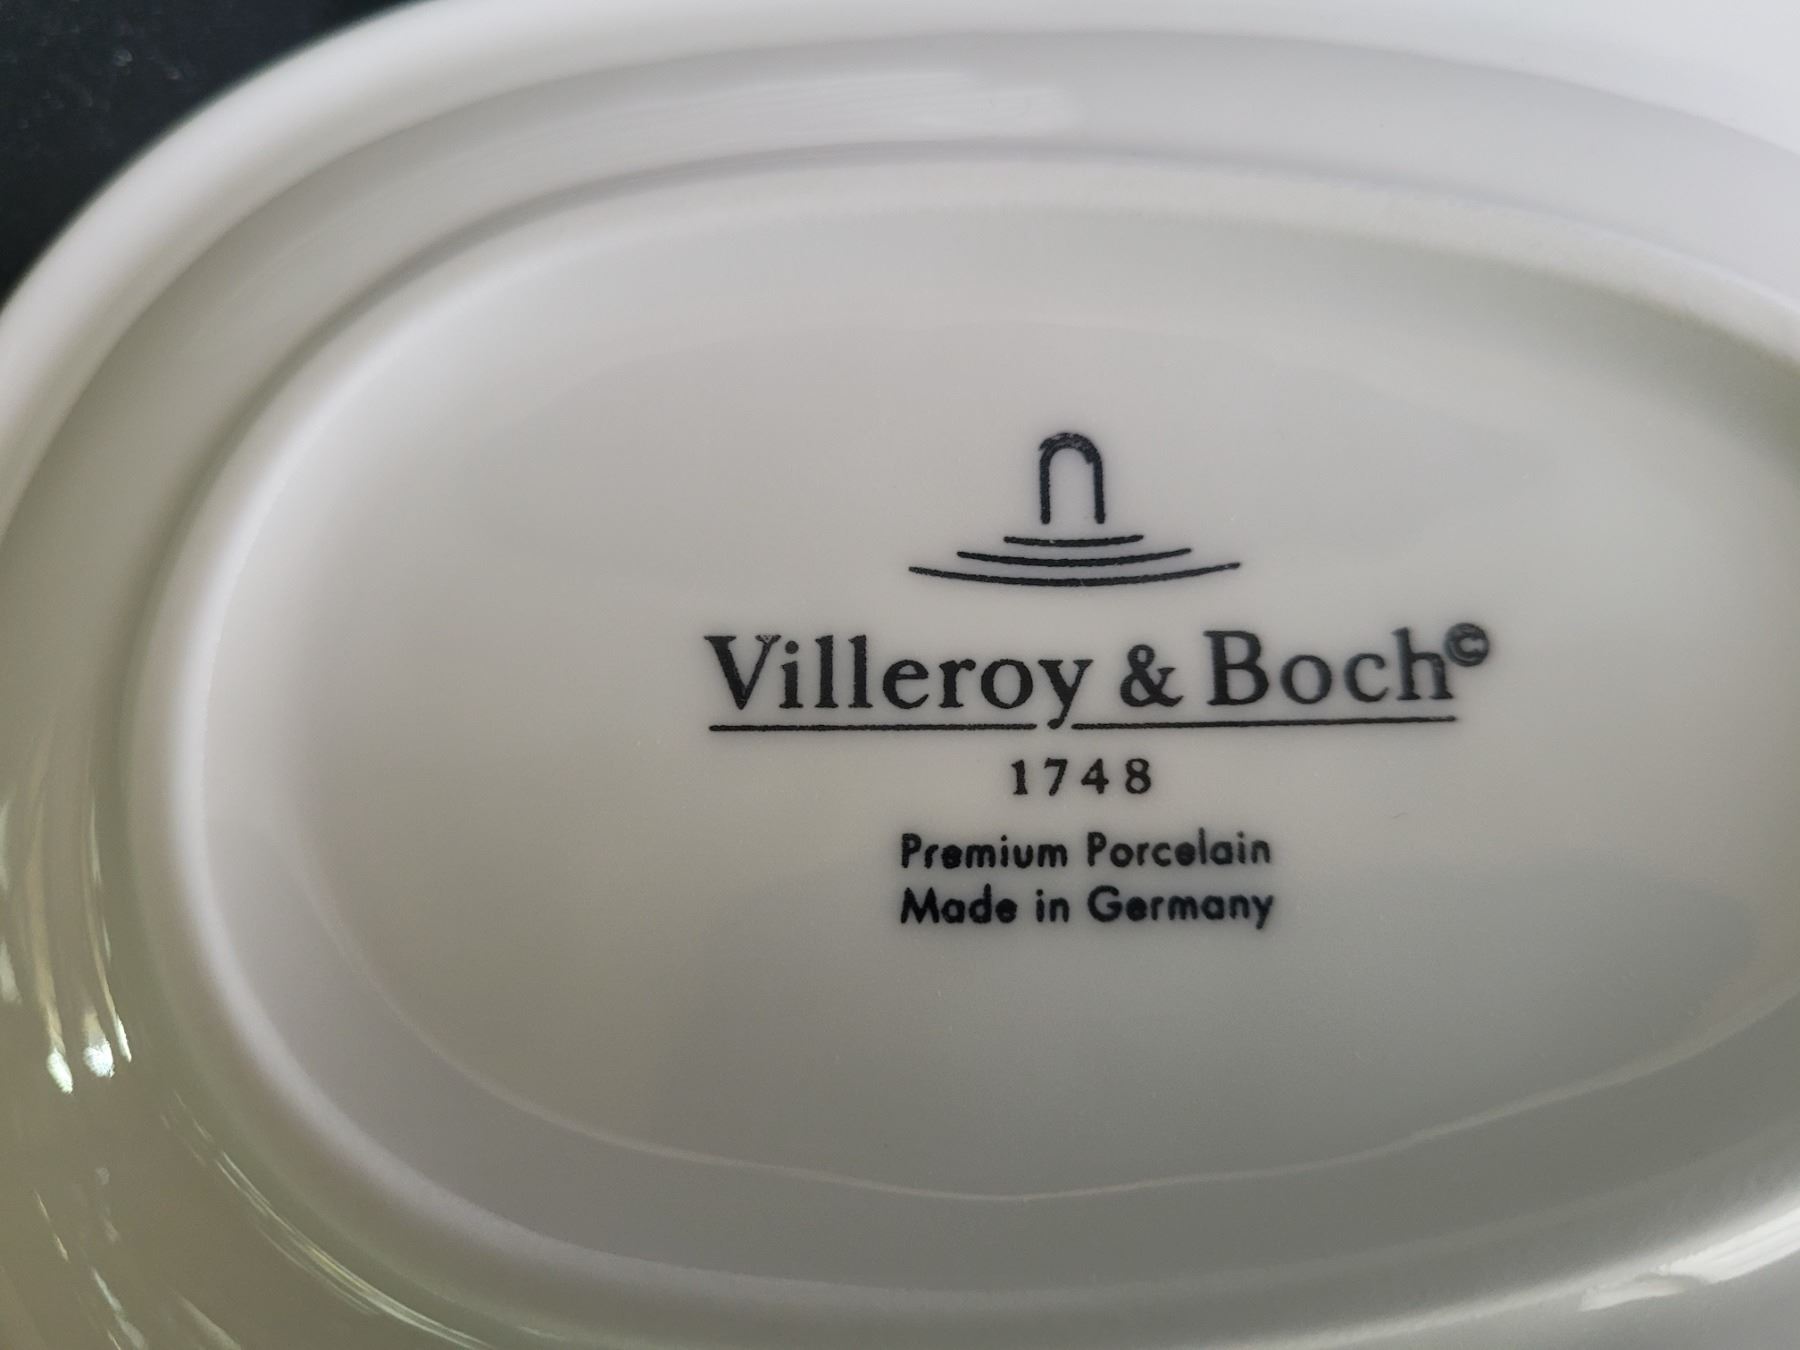 Villeroy & Boch©
1748
Premium Porcelain
Made in Germany